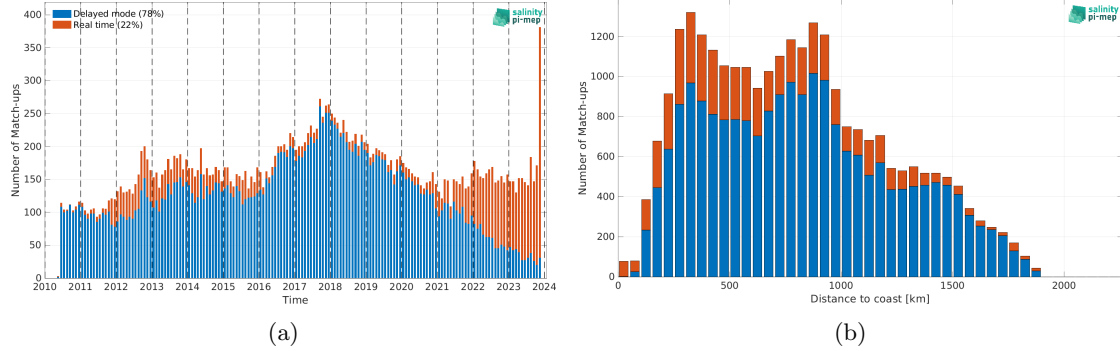 Delayed mode (78%)
Real time (22%)
salinity
pi-mep
Number of Match-ups
400
350
300
250
200
150
100
50
0
2010 2011 2012 2013 2014 2015 2016 2017 2018 2019 2020 2021 2022 2023 2024
Time
(a)
salinity
pi-mep
Number of Match-ups
1200
1000
800
600
400
200
0
0 500 1000 1500 2000
Distance to coast [km]
(b)